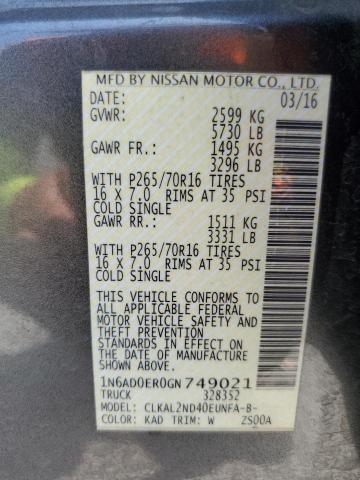 MFD BY NISSAN MOTOR CO., LTD.
DATE: 03/16
GVWR: 2599 KG
5730 LB
GAWR FR.: 1495 KG
3296 LB
WITH P265/70R16 TIRES
16 X 7.0 RIMS AT 35 PSI
COLD SINGLE
GAWR RR.: 1511 KG
3331 LB
WITH P265/70R16 TIRES
16 X 7.0 RIMS AT 35 PSI
COLD SINGLE
THIS VEHICLE CONFORMS TO
ALL APPLICABLE FEDERAL
MOTOR VEHICLE SAFETY AND
THEFT PREVENTION
STANDARDS IN EFFECT ON
THE DATE OF MANUFACTURE
SHOWN ABOVE.
1N6AD0ER0GN749021
TRUCK 328352
MODEL: CLKAL2ND40EUNFA-B-
COLOR: KAD TRIM: W ZS00A